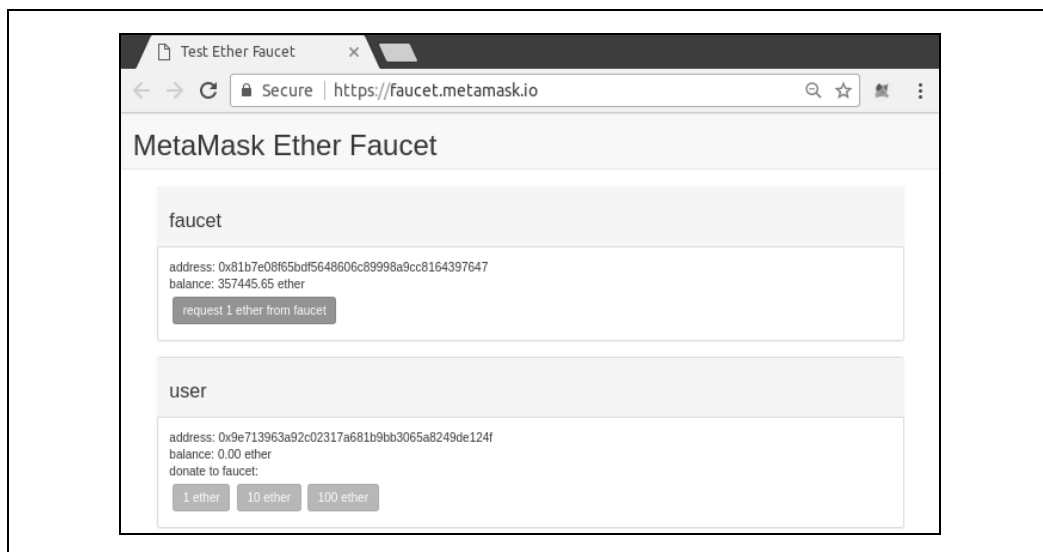 Test Ether Faucet
Secure | https://faucet.metamask.io
MetaMask Ether Faucet
faucet
address: 0x81b7e08f65bdf5648606c89998a9cc8164397647
balance: 357445.65 ether
request 1 ether from faucet
user
address: 0x9e713963a92c02317a681b9bb3065a8249de124f
balance: 0.00 ether
donate to faucet:
1 ether 10 ether 100 ether